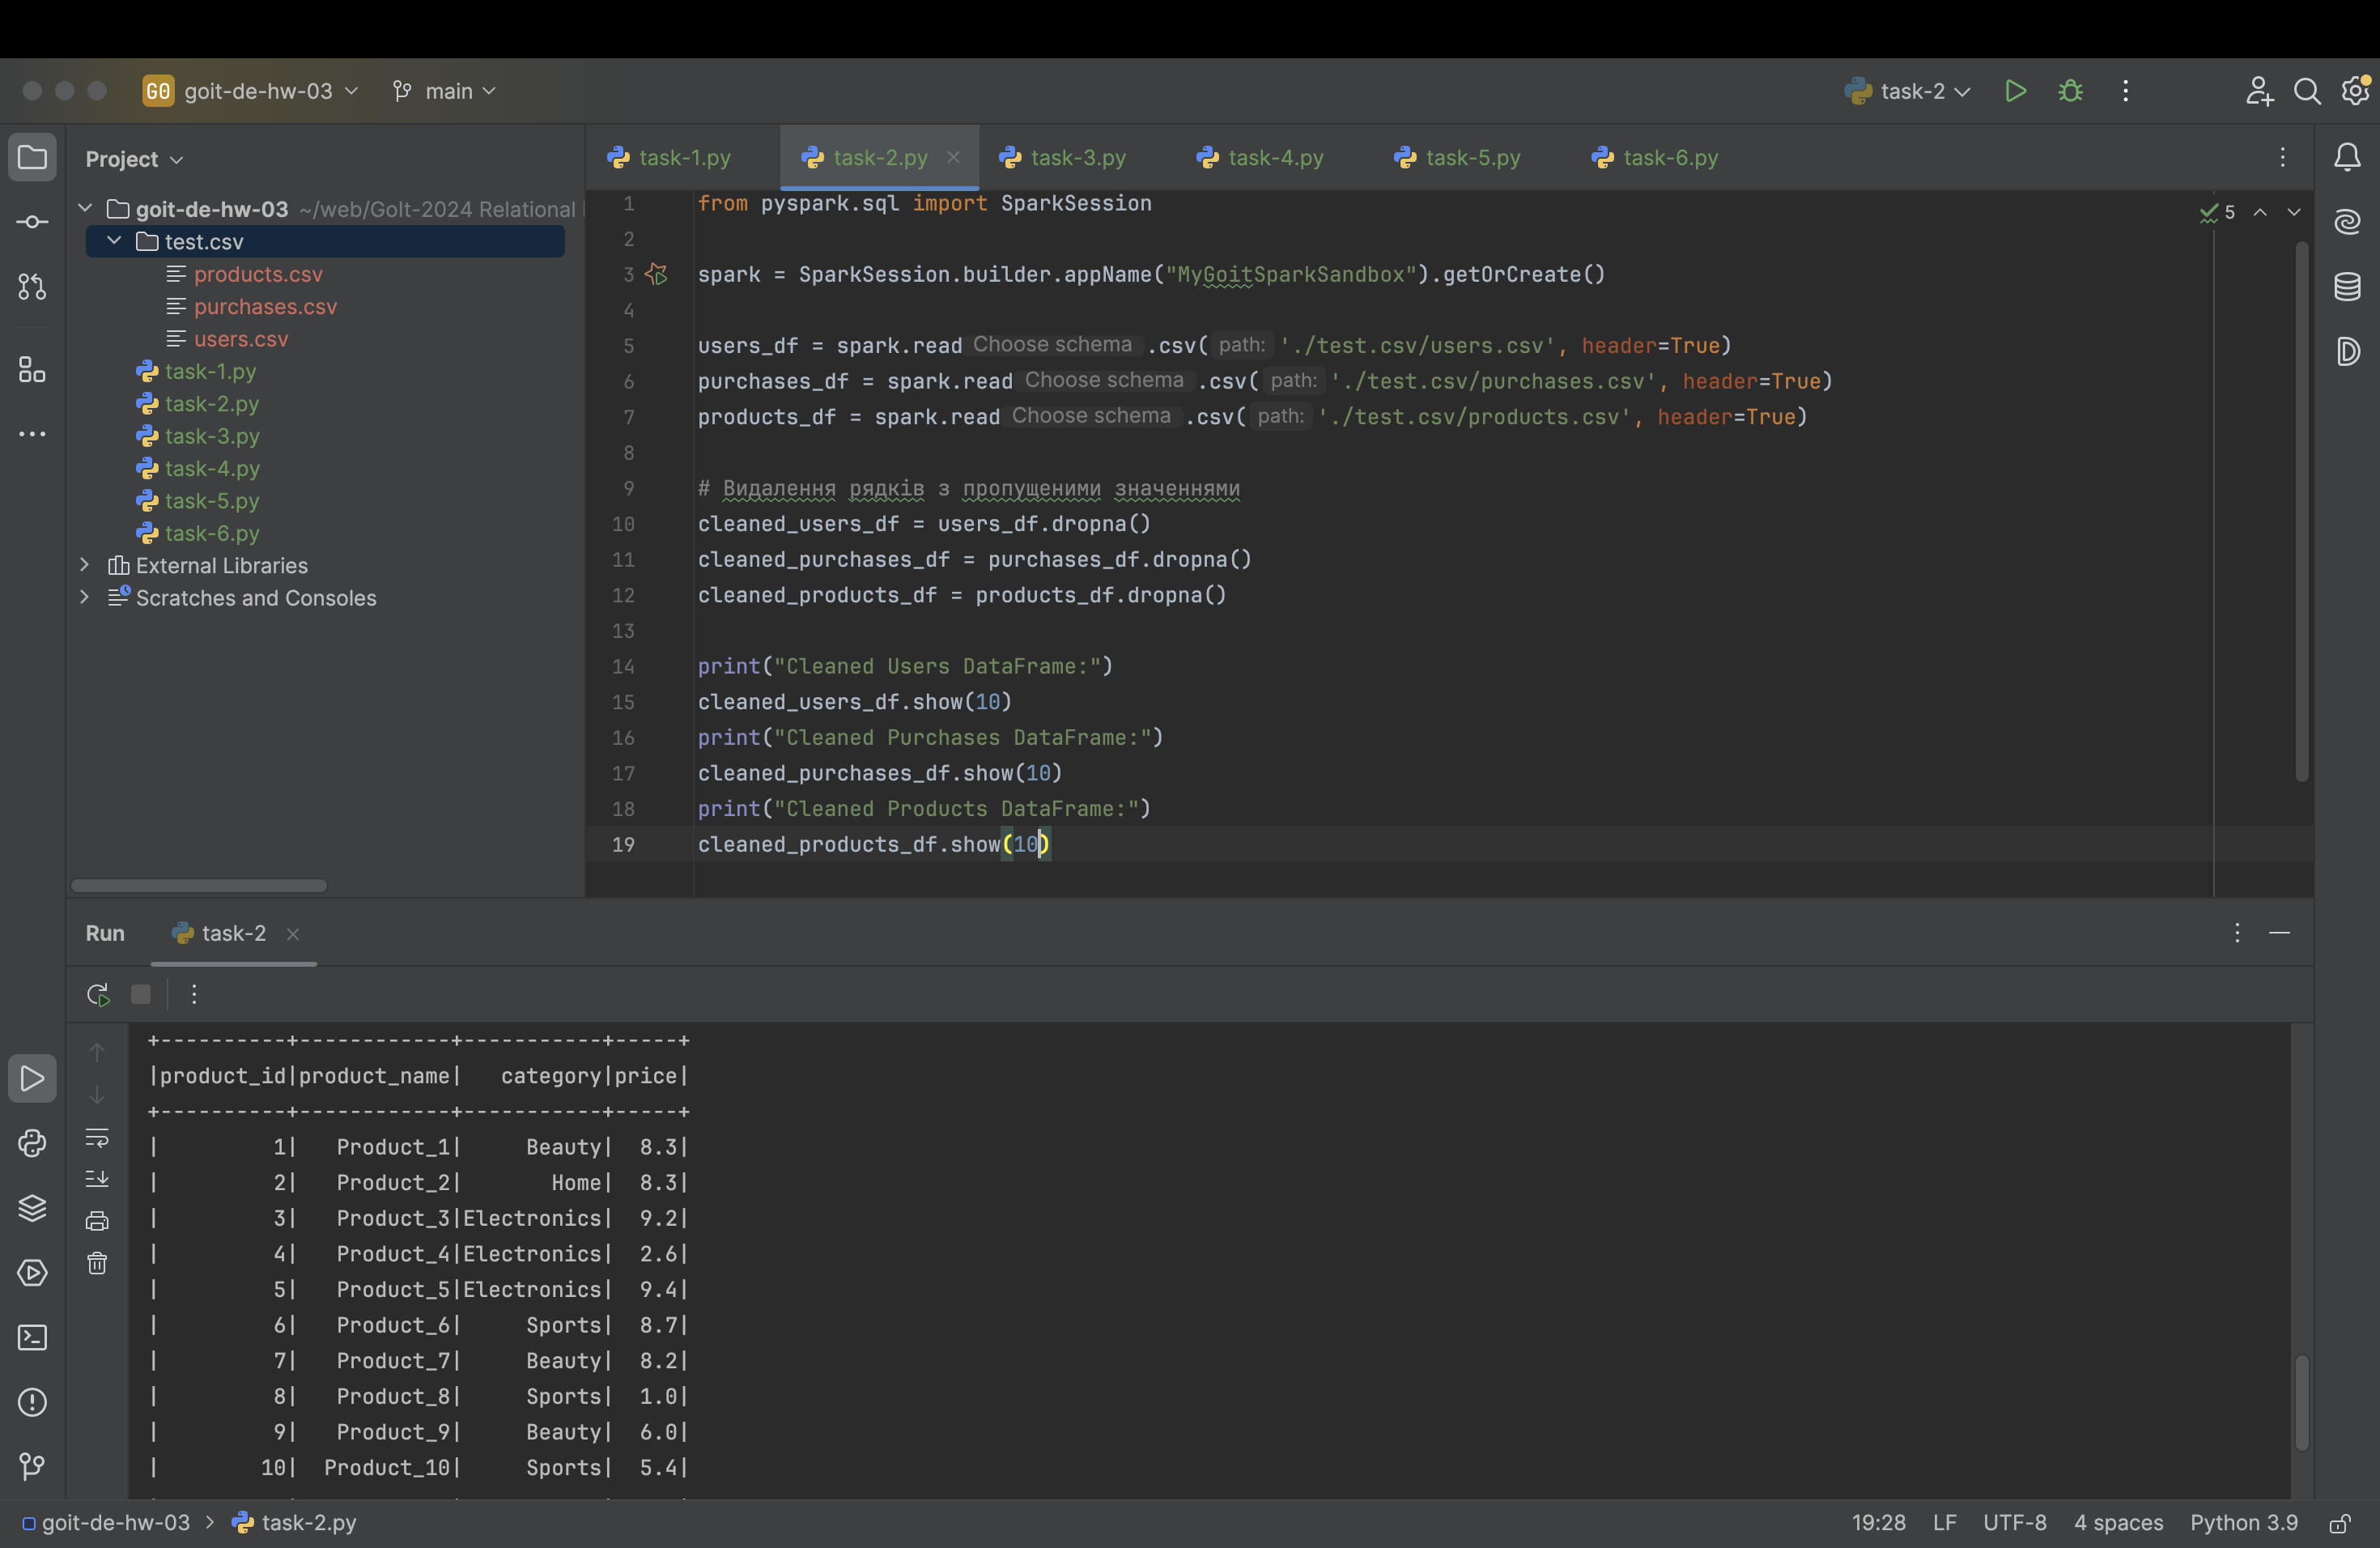 GO goit-de-hw-03 main task-2
Project
task-1.py task-2.py task-3.py task-4.py task-5.py task-6.py
goit-de-hw-03 ~/web/GoIt-2024 Relational
test.csv
products.csv
purchases.csv
users.csv
task-1.py
task-2.py
task-3.py
task-4.py
task-5.py
task-6.py
External Libraries
Scratches and Consoles
5
1 from pyspark.sql import SparkSession
2
3 spark = SparkSession.builder.appName("MyGoitSparkSandbox").getOrCreate()
4
5 users_df = spark.read Choose schema .csv( path: './test.csv/users.csv', header=True)
6 purchases_df = spark.read Choose schema .csv( path: './test.csv/purchases.csv', header=True)
7 products_df = spark.read Choose schema .csv( path: './test.csv/products.csv', header=True)
8
9 # Видалення рядків з пропущеними значеннями
10 cleaned_users_df = users_df.dropna()
11 cleaned_purchases_df = purchases_df.dropna()
12 cleaned_products_df = products_df.dropna()
13
14 print("Cleaned Users DataFrame:")
15 cleaned_users_df.show(10)
16 print("Cleaned Purchases DataFrame:")
17 cleaned_purchases_df.show(10)
18 print("Cleaned Products DataFrame:")
19 cleaned_products_df.show(10)
Run task-2
+----------+------------+-----------+-----+
|product_id|product_name|   category|price|
+----------+------------+-----------+-----+
|         1|   Product_1|     Beauty|  8.3|
|         2|   Product_2|       Home|  8.3|
|         3|   Product_3|Electronics|  9.2|
|         4|   Product_4|Electronics|  2.6|
|         5|   Product_5|Electronics|  9.4|
|         6|   Product_6|     Sports|  8.7|
|         7|   Product_7|     Beauty|  8.2|
|         8|   Product_8|     Sports|  1.0|
|         9|   Product_9|     Beauty|  6.0|
|        10|  Product_10|     Sports|  5.4|
goit-de-hw-03 > task-2.py 19:28 LF UTF-8 4 spaces Python 3.9